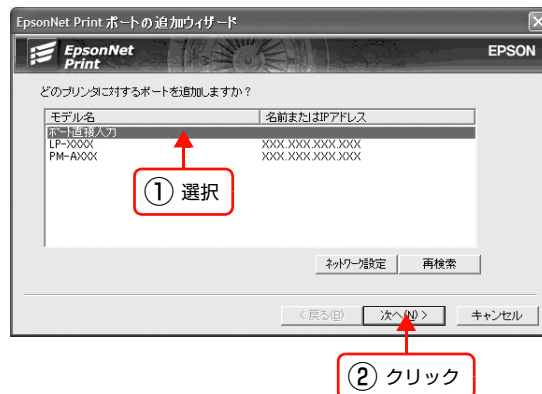 EpsonNet Print ポートの追加ウィザード
EpsonNet
Print
EPSON
どのプリンタに対するポートを追加しますか？
モデル名 名前またはIPアドレス
ポート直接入力
LP-XXXX XXX.XXX.XXX.XXX
PM-AXXX XXX.XXX.XXX.XXX
① 選択
ネットワーク設定 再検索
< 戻る(B) 次へ(N) > キャンセル
② クリック